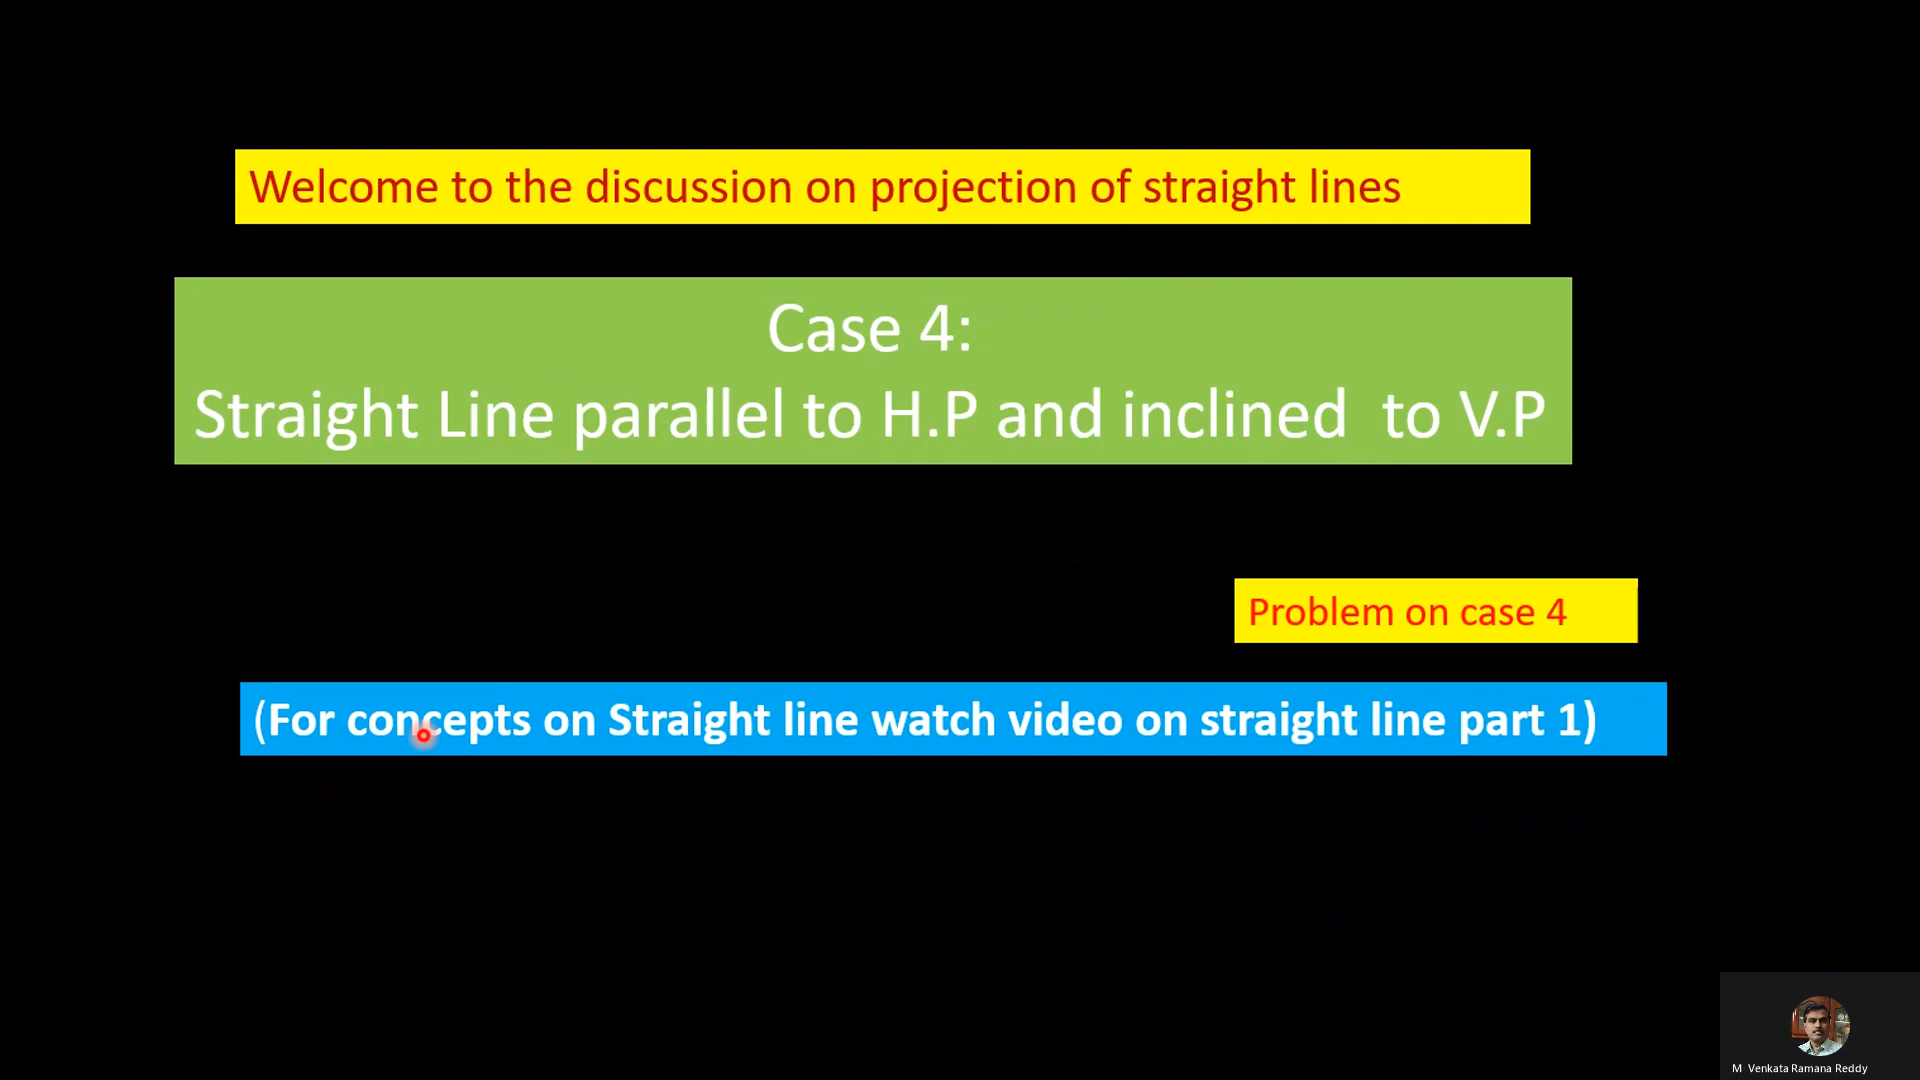 Welcome to the discussion on projection of straight lines
Case 4:
Straight Line parallel to H.P and inclined  to V.P
Problem on case 4
(For concepts on Straight line watch video on straight line part 1)
M  Venkata Ramana Reddy